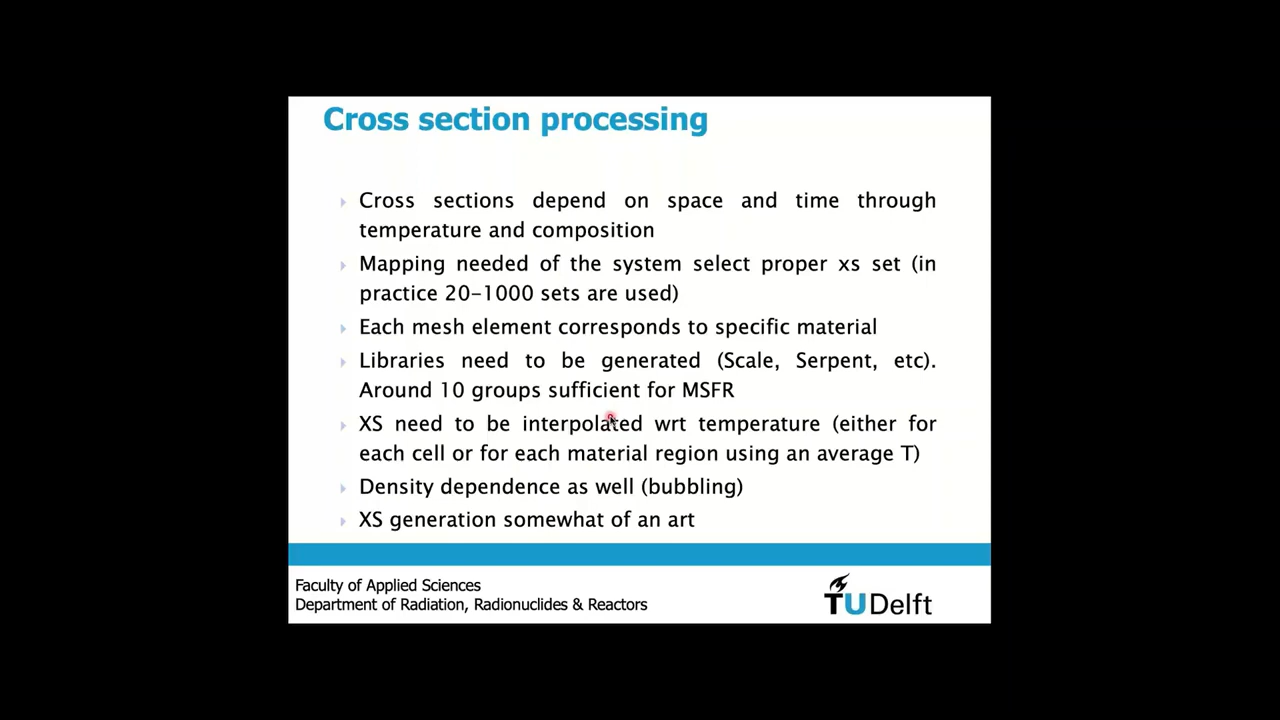 Cross section processing
Cross sections depend on space and time through
temperature and composition
Mapping needed of the system select proper xs set (in
practice 20–1000 sets are used)
Each mesh element corresponds to specific material
Libraries need to be generated (Scale, Serpent, etc).
Around 10 groups sufficient for MSFR
XS need to be interpolated wrt temperature (either for
each cell or for each material region using an average T)
Density dependence as well (bubbling)
XS generation somewhat of an art
Faculty of Applied Sciences
Department of Radiation, Radionuclides & Reactors
TUDelft